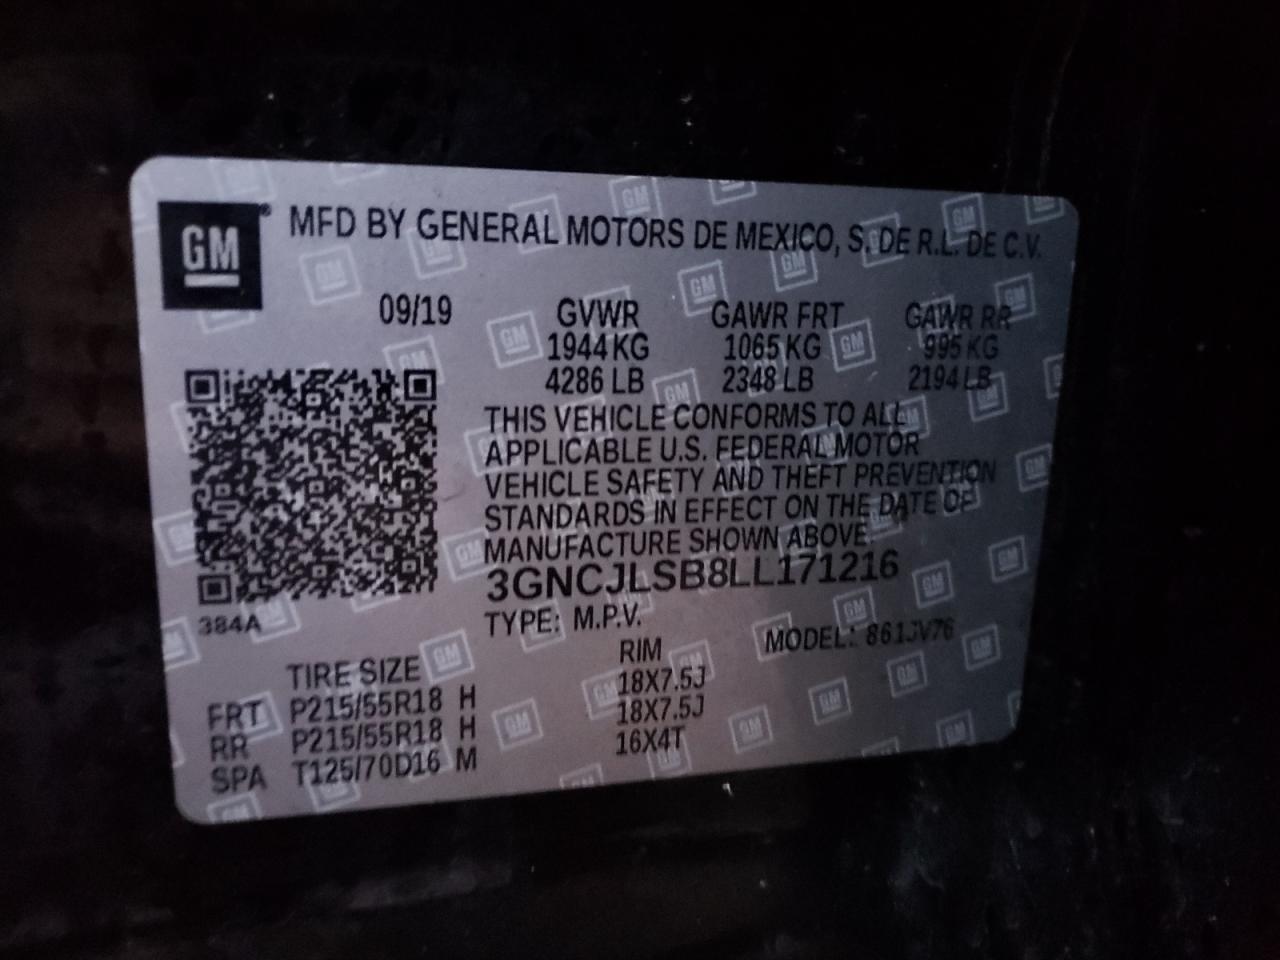 GM
MFD BY GENERAL MOTORS DE MEXICO, S. DE R.L. DE C.V.
09/19 GVWR GAWR FRT GAWR RR
1944 KG 1065 KG 995 KG
4286 LB 2348 LB 2194 LB
THIS VEHICLE CONFORMS TO ALL
APPLICABLE U.S. FEDERAL MOTOR
VEHICLE SAFETY AND THEFT PREVENTION
STANDARDS IN EFFECT ON THE DATE OF
MANUFACTURE SHOWN ABOVE.
3GNCJLSB8LL171216
384A
TYPE: M.P.V. MODEL: 861JV76
TIRE SIZE RIM
FRT P215/55R18 H 18X7.5J
RR P215/55R18 H 18X7.5J
SPA T125/70D16 M 16X4T